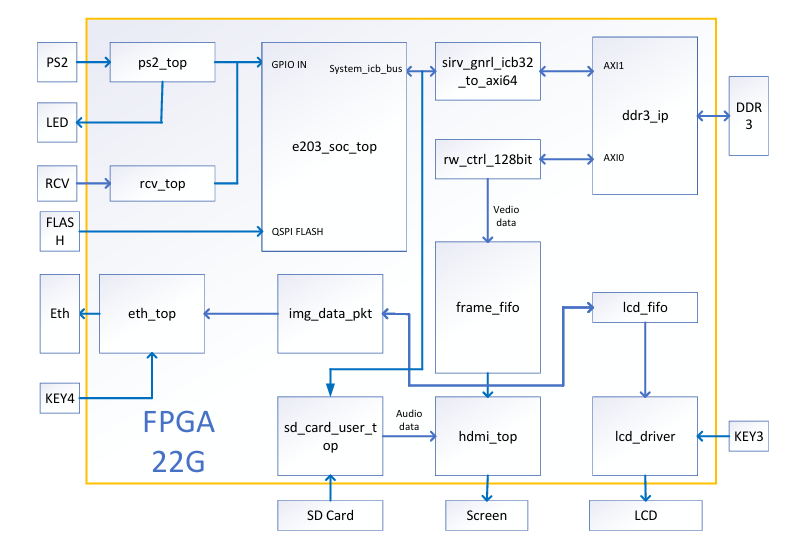 PS2
ps2_top
GPIO IN
System_icb_bus
sirv_gnrl_icb32
_to_axi64
AXI1
ddr3_ip
DDR
3
LED
e203_soc_top
rw_ctrl_128bit
AXI0
RCV
rcv_top
Vedio
data
FLAS
H
QSPI FLASH
Eth
eth_top
img_data_pkt
frame_fifo
lcd_fifo
KEY4
FPGA
22G
sd_card_user_t
op
Audio
data
hdmi_top
lcd_driver
KEY3
SD Card
Screen
LCD